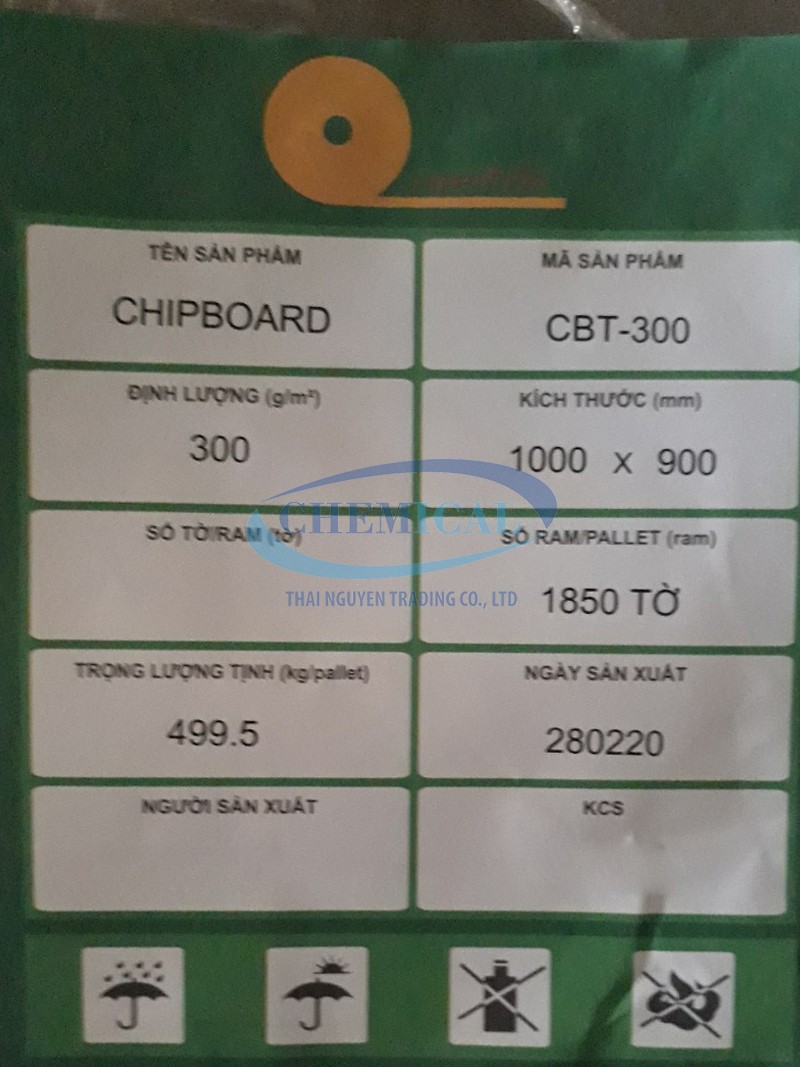 TÊN SẢN PHẨM
CHIPBOARD
MÃ SẢN PHẨM
CBT-300
ĐỊNH LƯỢNG (g/m²)
300
KÍCH THƯỚC (mm)
1000 x 900
SỐ TỜ/RAM (tờ)
SỐ RAM/PALLET (ram)
1850 TỜ
CHEMICAL
THAI NGUYEN TRADING CO., LTD
TRỌNG LƯỢNG TỊNH (kg/pallet)
499.5
NGÀY SẢN XUẤT
280220
NGƯỜI SẢN XUẤT
KCS